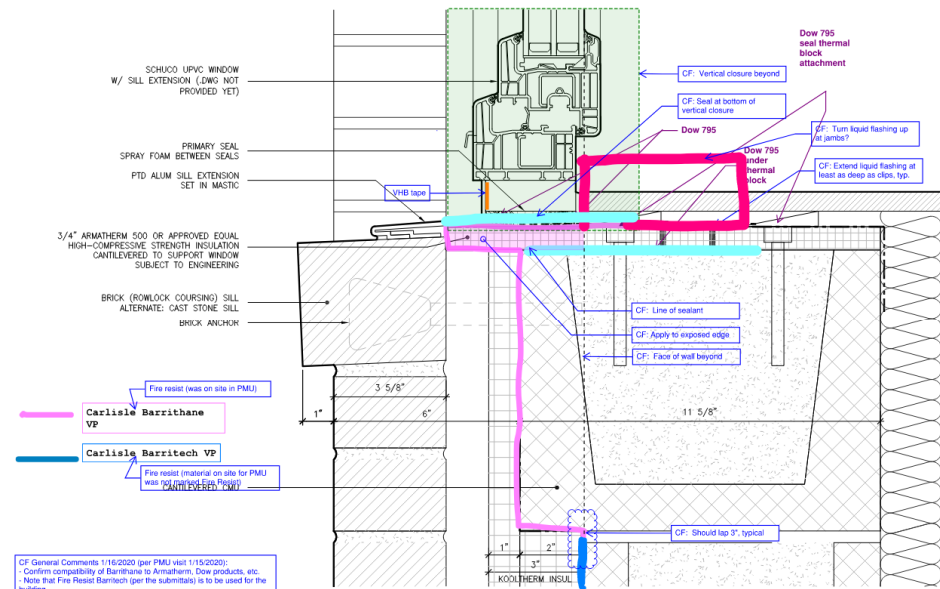 Dow 795
seal thermal
block
attachment
SCHUCO UPVC WINDOW
W/ SILL EXTENSION (.DWG NOT
PROVIDED YET)
CF: Vertical closure beyond
CF: Seal at bottom of
vertical closure
Dow 795
CF: Turn liquid flashing up
at jambs?
PRIMARY SEAL
SPRAY FOAM BETWEEN SEALS
Dow 795
under
thermal
block
CF: Extend liquid flashing at
least as deep as clips, typ.
PTD ALUM SILL EXTENSION
SET IN MASTIC
VHB tape
3/4" ARMATHERM 500 OR APPROVED EQUAL
HIGH-COMPRESSIVE STRENGTH INSULATION
CANTILEVERED TO SUPPORT WINDOW
SUBJECT TO ENGINEERING
BRICK (ROWLOCK COURSING) SILL
ALTERNATE: CAST STONE SILL
BRICK ANCHOR
CF: Line of sealant
CF: Apply to exposed edge
CF: Face of wall beyond
Fire resist (was on site in PMU)
3 5/8"
1"
6"
11 5/8"
Carlisle Barrithane
VP
Carlisle Barritech VP
Fire resist (material on site for PMU
was not marked Fire Resist)
CANTILEVERED CMU
CF: Should lap 3", typical
1"
2"
3"
KOOLTHERM INSUL
CF General Comments 1/16/2020 (per PMU visit 1/15/2020):
- Confirm compatibility of Barrithane to Armatherm, Dow products, etc.
- Note that Fire Resist Barritech (per the submittals) is to be used for the
building